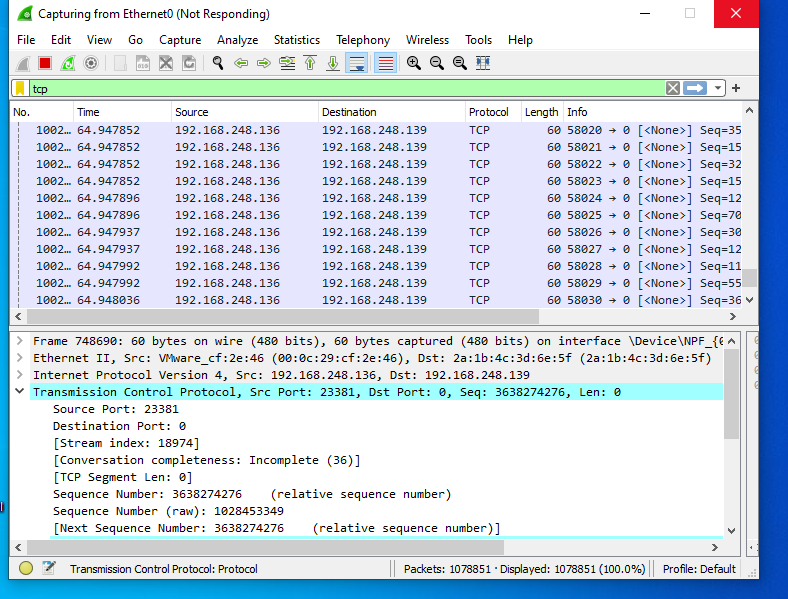 Capturing from Ethernet0 (Not Responding)
File Edit View Go Capture Analyze Statistics Telephony Wireless Tools Help
tcp
No. Time Source Destination Protocol Length Info
1002… 64.947852 192.168.248.136 192.168.248.139 TCP 60 58020 → 0 [<None>] Seq=35
1002… 64.947852 192.168.248.136 192.168.248.139 TCP 60 58021 → 0 [<None>] Seq=15
1002… 64.947852 192.168.248.136 192.168.248.139 TCP 60 58022 → 0 [<None>] Seq=32
1002… 64.947852 192.168.248.136 192.168.248.139 TCP 60 58023 → 0 [<None>] Seq=15
1002… 64.947896 192.168.248.136 192.168.248.139 TCP 60 58024 → 0 [<None>] Seq=12
1002… 64.947896 192.168.248.136 192.168.248.139 TCP 60 58025 → 0 [<None>] Seq=70
1002… 64.947937 192.168.248.136 192.168.248.139 TCP 60 58026 → 0 [<None>] Seq=30
1002… 64.947937 192.168.248.136 192.168.248.139 TCP 60 58027 → 0 [<None>] Seq=12
1002… 64.947992 192.168.248.136 192.168.248.139 TCP 60 58028 → 0 [<None>] Seq=11
1002… 64.947992 192.168.248.136 192.168.248.139 TCP 60 58029 → 0 [<None>] Seq=55
1002… 64.948036 192.168.248.136 192.168.248.139 TCP 60 58030 → 0 [<None>] Seq=36
Frame 748690: 60 bytes on wire (480 bits), 60 bytes captured (480 bits) on interface \Device\NPF_{
Ethernet II, Src: VMware_cf:2e:46 (00:0c:29:cf:2e:46), Dst: 2a:1b:4c:3d:6e:5f (2a:1b:4c:3d:6e:5f)
Internet Protocol Version 4, Src: 192.168.248.136, Dst: 192.168.248.139
Transmission Control Protocol, Src Port: 23381, Dst Port: 0, Seq: 3638274276, Len: 0
Source Port: 23381
Destination Port: 0
[Stream index: 18974]
[Conversation completeness: Incomplete (36)]
[TCP Segment Len: 0]
Sequence Number: 3638274276 (relative sequence number)
Sequence Number (raw): 1028453349
[Next Sequence Number: 3638274276 (relative sequence number)]
Transmission Control Protocol: Protocol Packets: 1078851 · Displayed: 1078851 (100.0%) Profile: Default